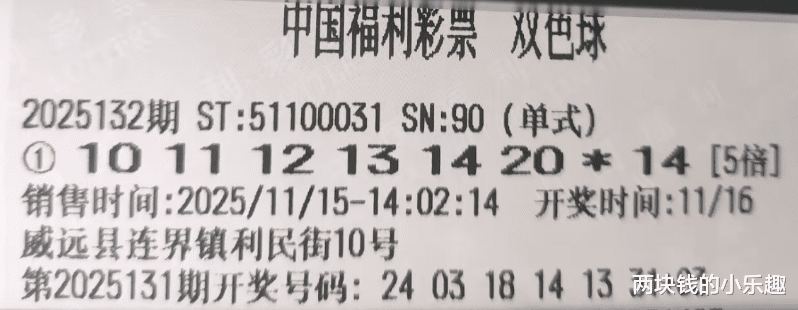 中国福利彩票 双色球
2025132期 ST:51100031 SN:90 (单式)
① 10 11 12 13 14 20 * 14 [5倍]
销售时间:2025/11/15-14:02:14 开奖时间:11/16
威远县连界镇利民街10号
第2025131期开奖号码: 24 03 18 14 13
两块钱的小乐趣